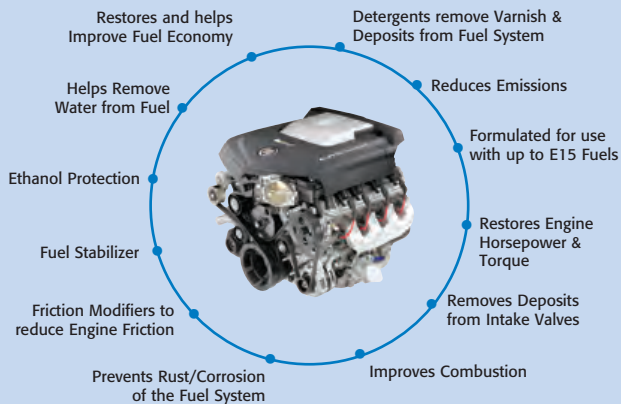 Restores and helps
Improve Fuel Economy
Detergents remove Varnish &
Deposits from Fuel System
Reduces Emissions
Formulated for use
with up to E15 Fuels
Restores Engine
Horsepower &
Torque
Removes Deposits
from Intake Valves
Improves Combustion
Prevents Rust/Corrosion
of the Fuel System
Friction Modifiers to
reduce Engine Friction
Fuel Stabilizer
Ethanol Protection
Helps Remove
Water from Fuel